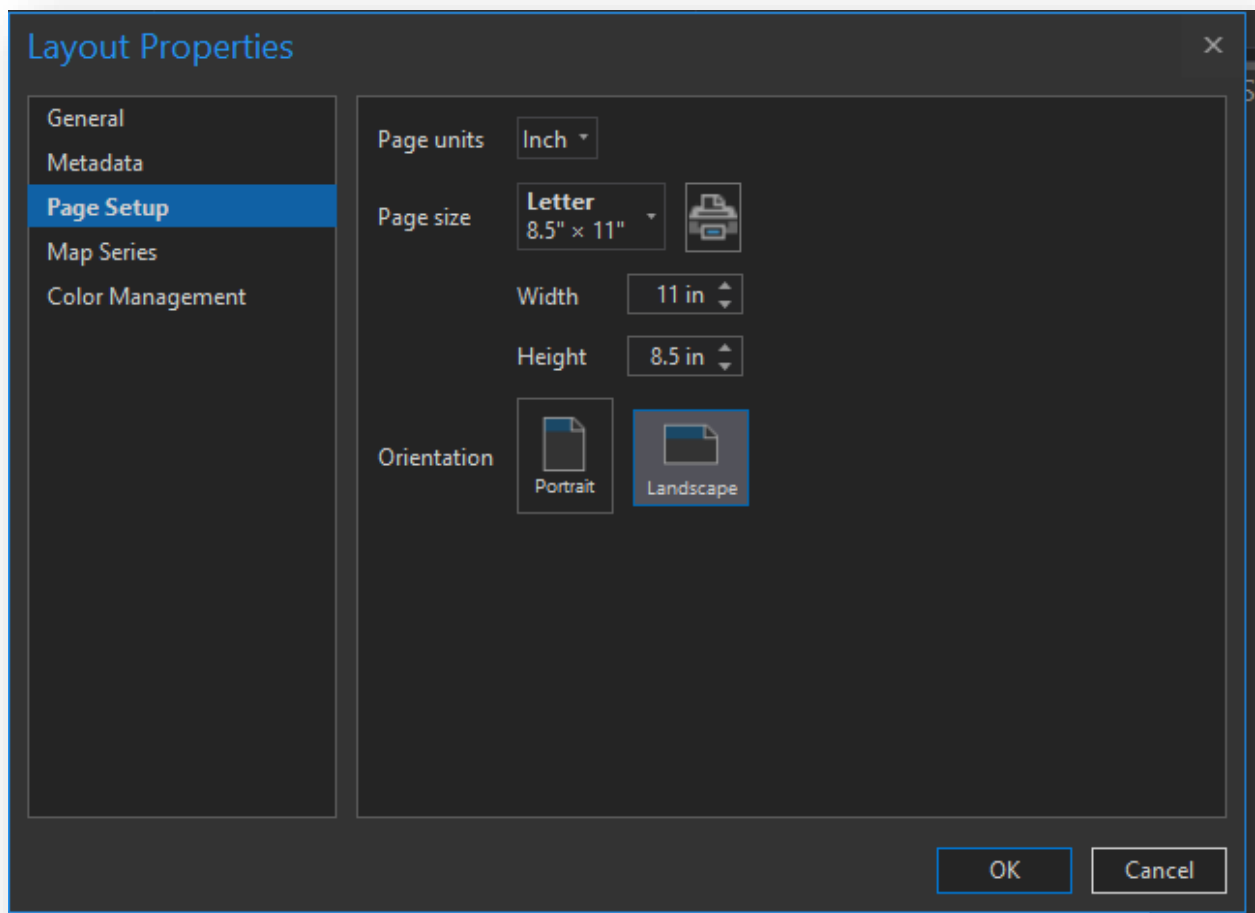 Layout Properties
General
Metadata
Page Setup
Map Series
Color Management
Page units Inch
Page size Letter
8.5" × 11"
Width 11 in
Height 8.5 in
Orientation
Portrait
Landscape
OK Cancel